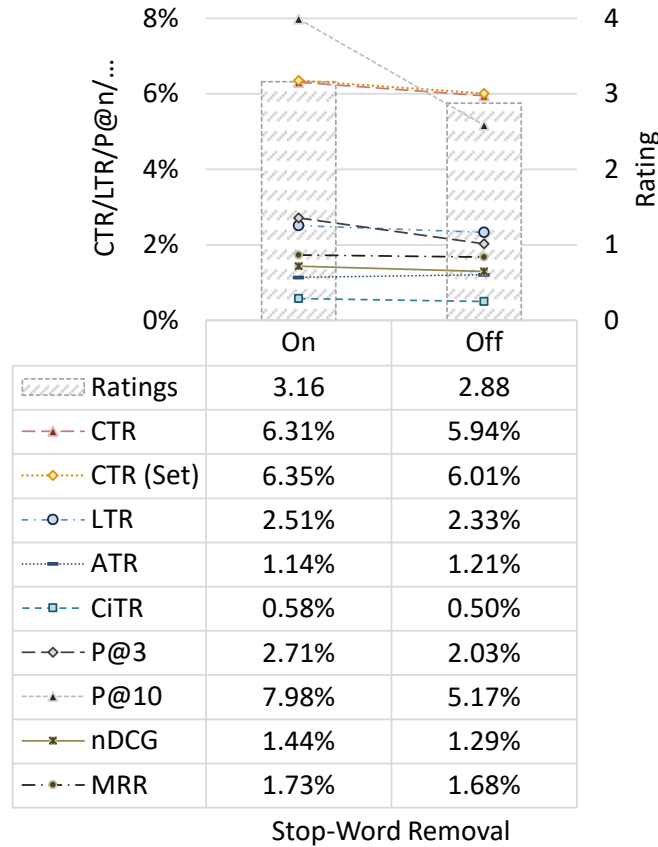 8%
6%
4%
2%
0%
CTR/LTR/P@n/...
4
3
2
1
0
Rating
On Off
Ratings 3.16 2.88
CTR 6.31% 5.94%
CTR (Set) 6.35% 6.01%
LTR 2.51% 2.33%
ATR 1.14% 1.21%
CiTR 0.58% 0.50%
P@3 2.71% 2.03%
P@10 7.98% 5.17%
nDCG 1.44% 1.29%
MRR 1.73% 1.68%
Stop-Word Removal